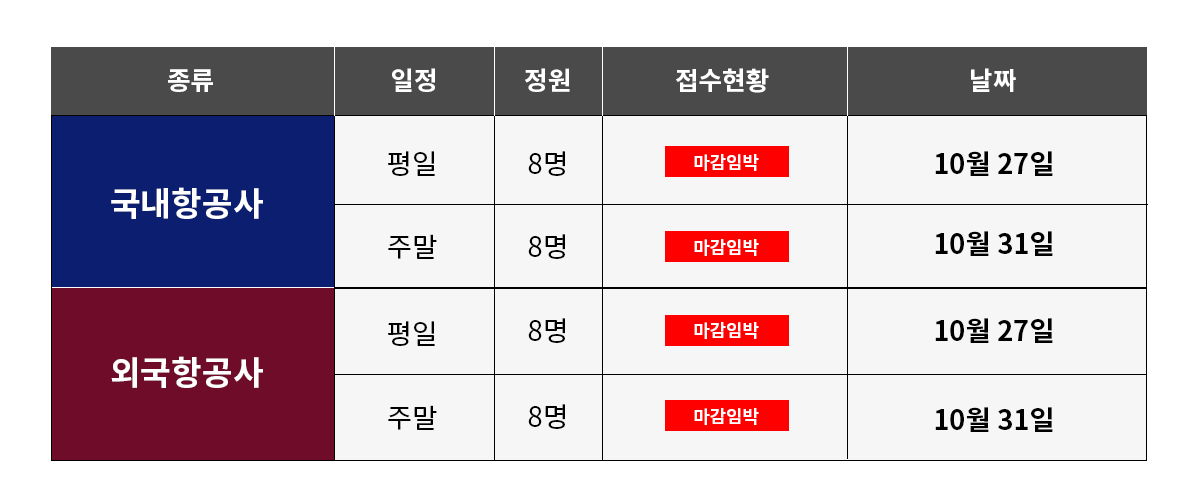 종류 일정 정원 접수현황 날짜
국내항공사
평일 8명 마감임박 10월 27일
주말 8명 마감임박 10월 31일
외국항공사
평일 8명 마감임박 10월 27일
주말 8명 마감임박 10월 31일